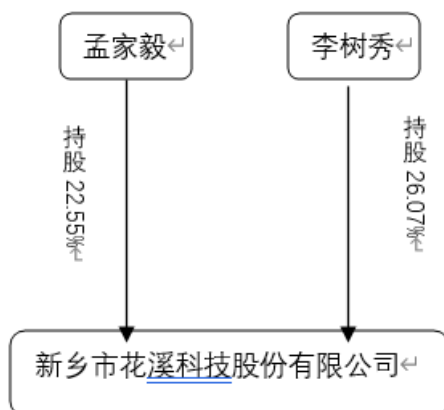 孟家毅
李树秀
持股 22.55%
持股 26.07%
新乡市花溪科技股份有限公司